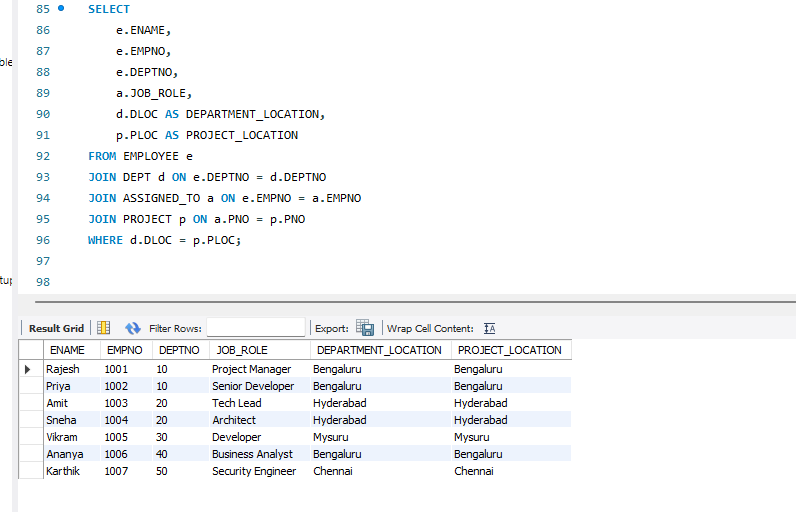 85 SELECT
86 e.ENAME,
ble
87 e.EMPNO,
88 e.DEPTNO,
89 a.JOB_ROLE,
90 d.DLOC AS DEPARTMENT_LOCATION,
91 p.PLOC AS PROJECT_LOCATION
92 FROM EMPLOYEE e
93 JOIN DEPT d ON e.DEPTNO = d.DEPTNO
94 JOIN ASSIGNED_TO a ON e.EMPNO = a.EMPNO
95 JOIN PROJECT p ON a.PNO = p.PNO
96 WHERE d.DLOC = p.PLOC;
97
tup
98
Result Grid Filter Rows: Export: Wrap Cell Content: IA
ENAME EMPNO DEPTNO JOB_ROLE DEPARTMENT_LOCATION PROJECT_LOCATION
Rajesh 1001 10 Project Manager Bengaluru Bengaluru
Priya 1002 10 Senior Developer Bengaluru Bengaluru
Amit 1003 20 Tech Lead Hyderabad Hyderabad
Sneha 1004 20 Architect Hyderabad Hyderabad
Vikram 1005 30 Developer Mysuru Mysuru
Ananya 1006 40 Business Analyst Bengaluru Bengaluru
Karthik 1007 50 Security Engineer Chennai Chennai